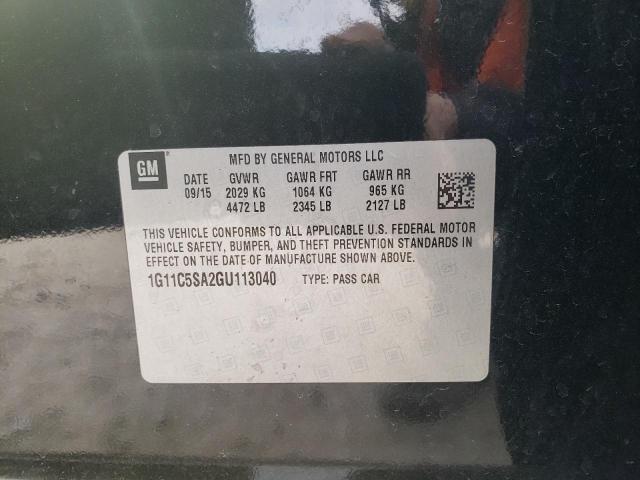 GM
MFD BY GENERAL MOTORS LLC
DATE GVWR GAWR FRT GAWR RR
09/15 2029 KG 1064 KG 965 KG
4472 LB 2345 LB 2127 LB
THIS VEHICLE CONFORMS TO ALL APPLICABLE U.S. FEDERAL MOTOR
VEHICLE SAFETY, BUMPER, AND THEFT PREVENTION STANDARDS IN
EFFECT ON THE DATE OF MANUFACTURE SHOWN ABOVE.
1G11C5SA2GU113040 TYPE: PASS CAR